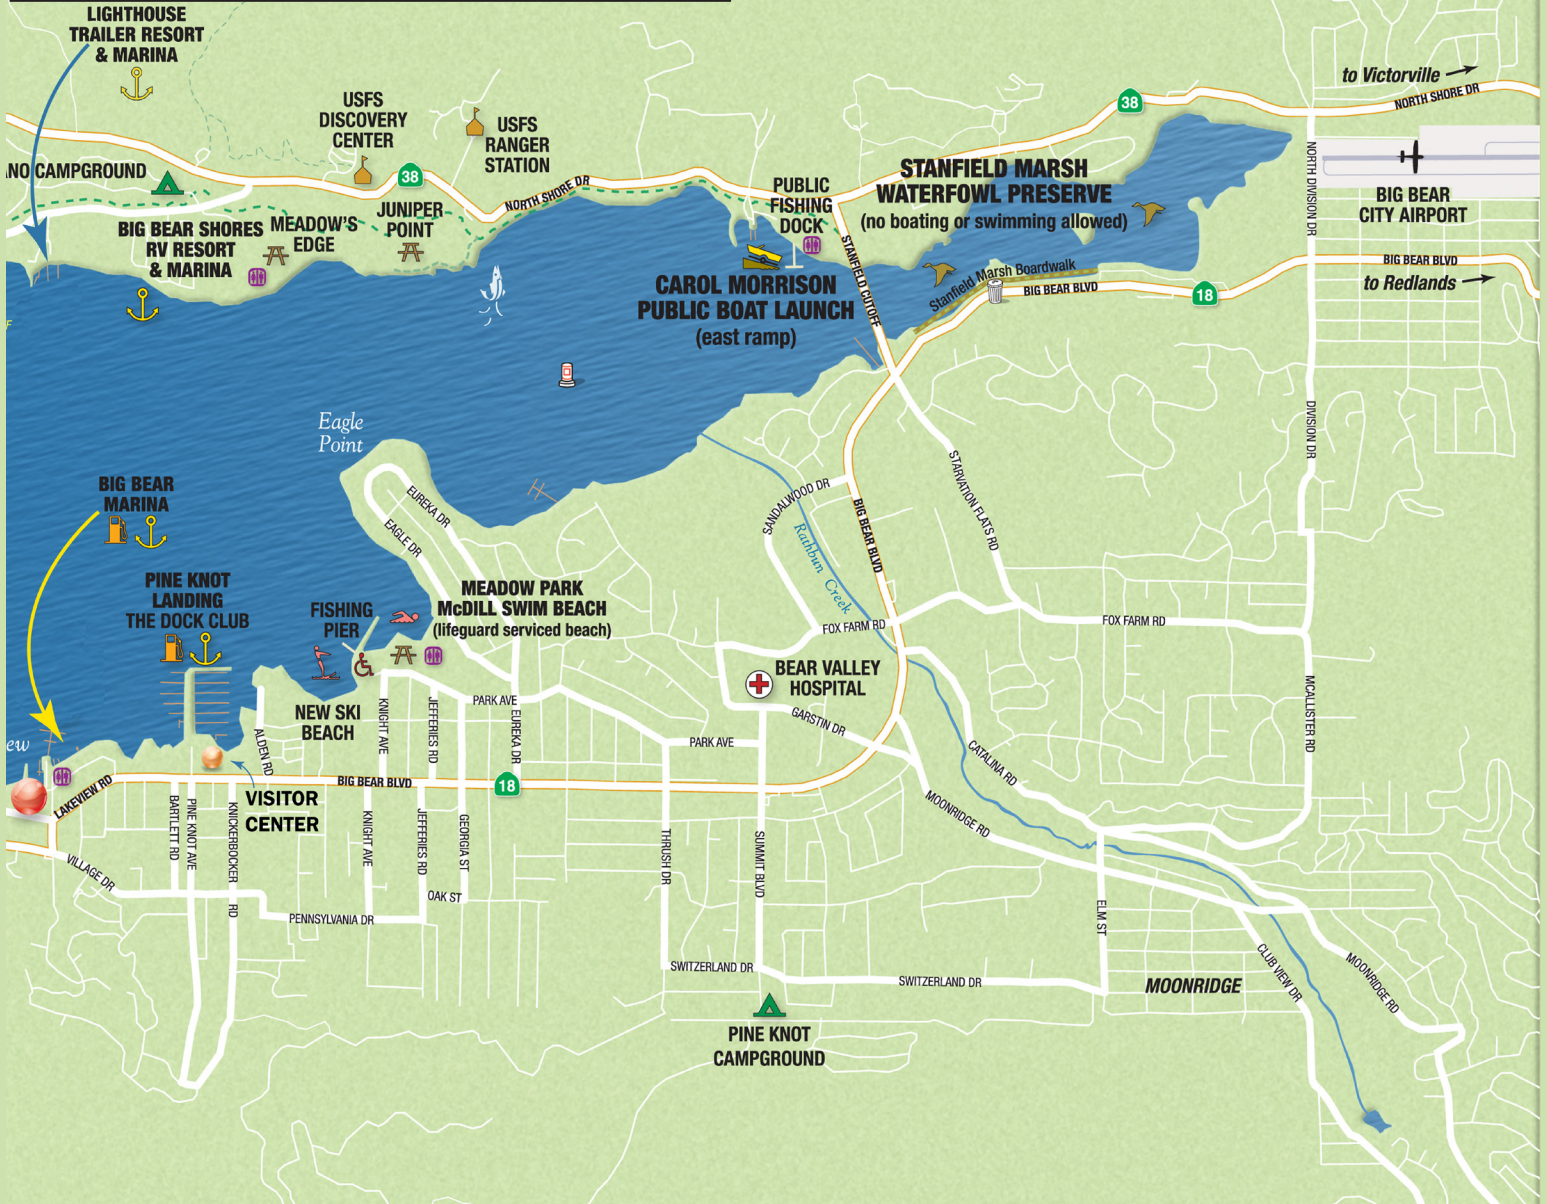 LIGHTHOUSE
TRAILER RESORT
& MARINA
to Victorville
NORTH SHORE DR
38
USFS
DISCOVERY
CENTER
USFS
RANGER
STATION
NO CAMPGROUND
38
NORTH SHORE DR
STANFIELD MARSH
WATERFOWL PRESERVE
(no boating or swimming allowed)
PUBLIC
FISHING
DOCK
NORTH DIVISION DR
BIG BEAR
CITY AIRPORT
JUNIPER
POINT
MEADOW'S
EDGE
BIG BEAR SHORES
RV RESORT
& MARINA
STANFIELD CUTOFF
Stanfield Marsh Boardwalk
BIG BEAR BLVD
BIG BEAR BLVD
to Redlands
18
CAROL MORRISON
PUBLIC BOAT LAUNCH
(east ramp)
F
Eagle
Point
DIVISION DR
STARVATION FLATS RD
SANDALWOOD DR
BIG BEAR BLVD
Rathbun Creek
EUREKA DR
EAGLE DR
BIG BEAR
MARINA
PINE KNOT
LANDING
THE DOCK CLUB
FISHING
PIER
MEADOW PARK
McDILL SWIM BEACH
(lifeguard serviced beach)
FOX FARM RD
FOX FARM RD
BEAR VALLEY
HOSPITAL
MCALLISTER RD
NEW SKI
BEACH
KNIGHT AVE
JEFFERIES RD
PARK AVE
EUREKA DR
PARK AVE
GARSTIN DR
CATALINA RD
ew
ALDEN RD
LAKEVIEW RD
BIG BEAR BLVD
18
VISITOR
CENTER
MOONRIDGE RD
BARTLETT RD
PINE KNOT AVE
KNICKERBOCKER RD
KNIGHT AVE
JEFFERIES RD
GEORGIA ST
THRUSH DR
SUMMIT BLVD
VILLAGE DR
OAK ST
PENNSYLVANIA DR
ELM ST
SWITZERLAND DR
SWITZERLAND DR
MOONRIDGE
CLUB VIEW DR
MOONRIDGE RD
PINE KNOT
CAMPGROUND